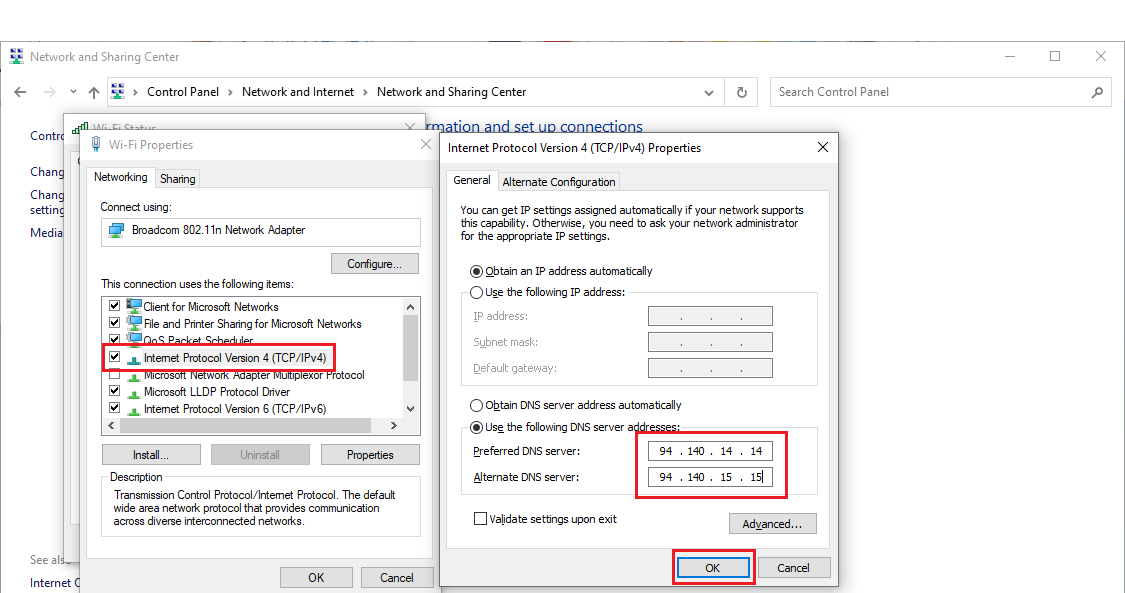 Network and Sharing Center
Control Panel > Network and Internet > Network and Sharing Center
Search Control Panel
Wi-Fi Status
Contr
Chang
Chang
setting
Media
See also
Internet
rmation and set up connections
Wi-Fi Properties
Networking
Sharing
Connect using:
Broadcom 802.11n Network Adapter
Configure...
This connection uses the following items:
Client for Microsoft Networks
File and Printer Sharing for Microsoft Networks
QoS Packet Scheduler
Internet Protocol Version 4 (TCP/IPv4)
Microsoft Network Adapter Multiplexor Protocol
Microsoft LLDP Protocol Driver
Internet Protocol Version 6 (TCP/IPv6)
Install...
Uninstall
Properties
Description
Transmission Control Protocol/Internet Protocol. The default
wide area network protocol that provides communication
across diverse interconnected networks.
OK
Cancel
Internet Protocol Version 4 (TCP/IPv4) Properties
General
Alternate Configuration
You can get IP settings assigned automatically if your network supports
this capability. Otherwise, you need to ask your network administrator
for the appropriate IP settings.
Obtain an IP address automatically
Use the following IP address:
IP address:
Subnet mask:
Default gateway:
Obtain DNS server address automatically
Use the following DNS server addresses:
Preferred DNS server: 94 . 140 . 14 . 14
Alternate DNS server: 94 . 140 . 15 . 15
Validate settings upon exit
Advanced...
OK
Cancel